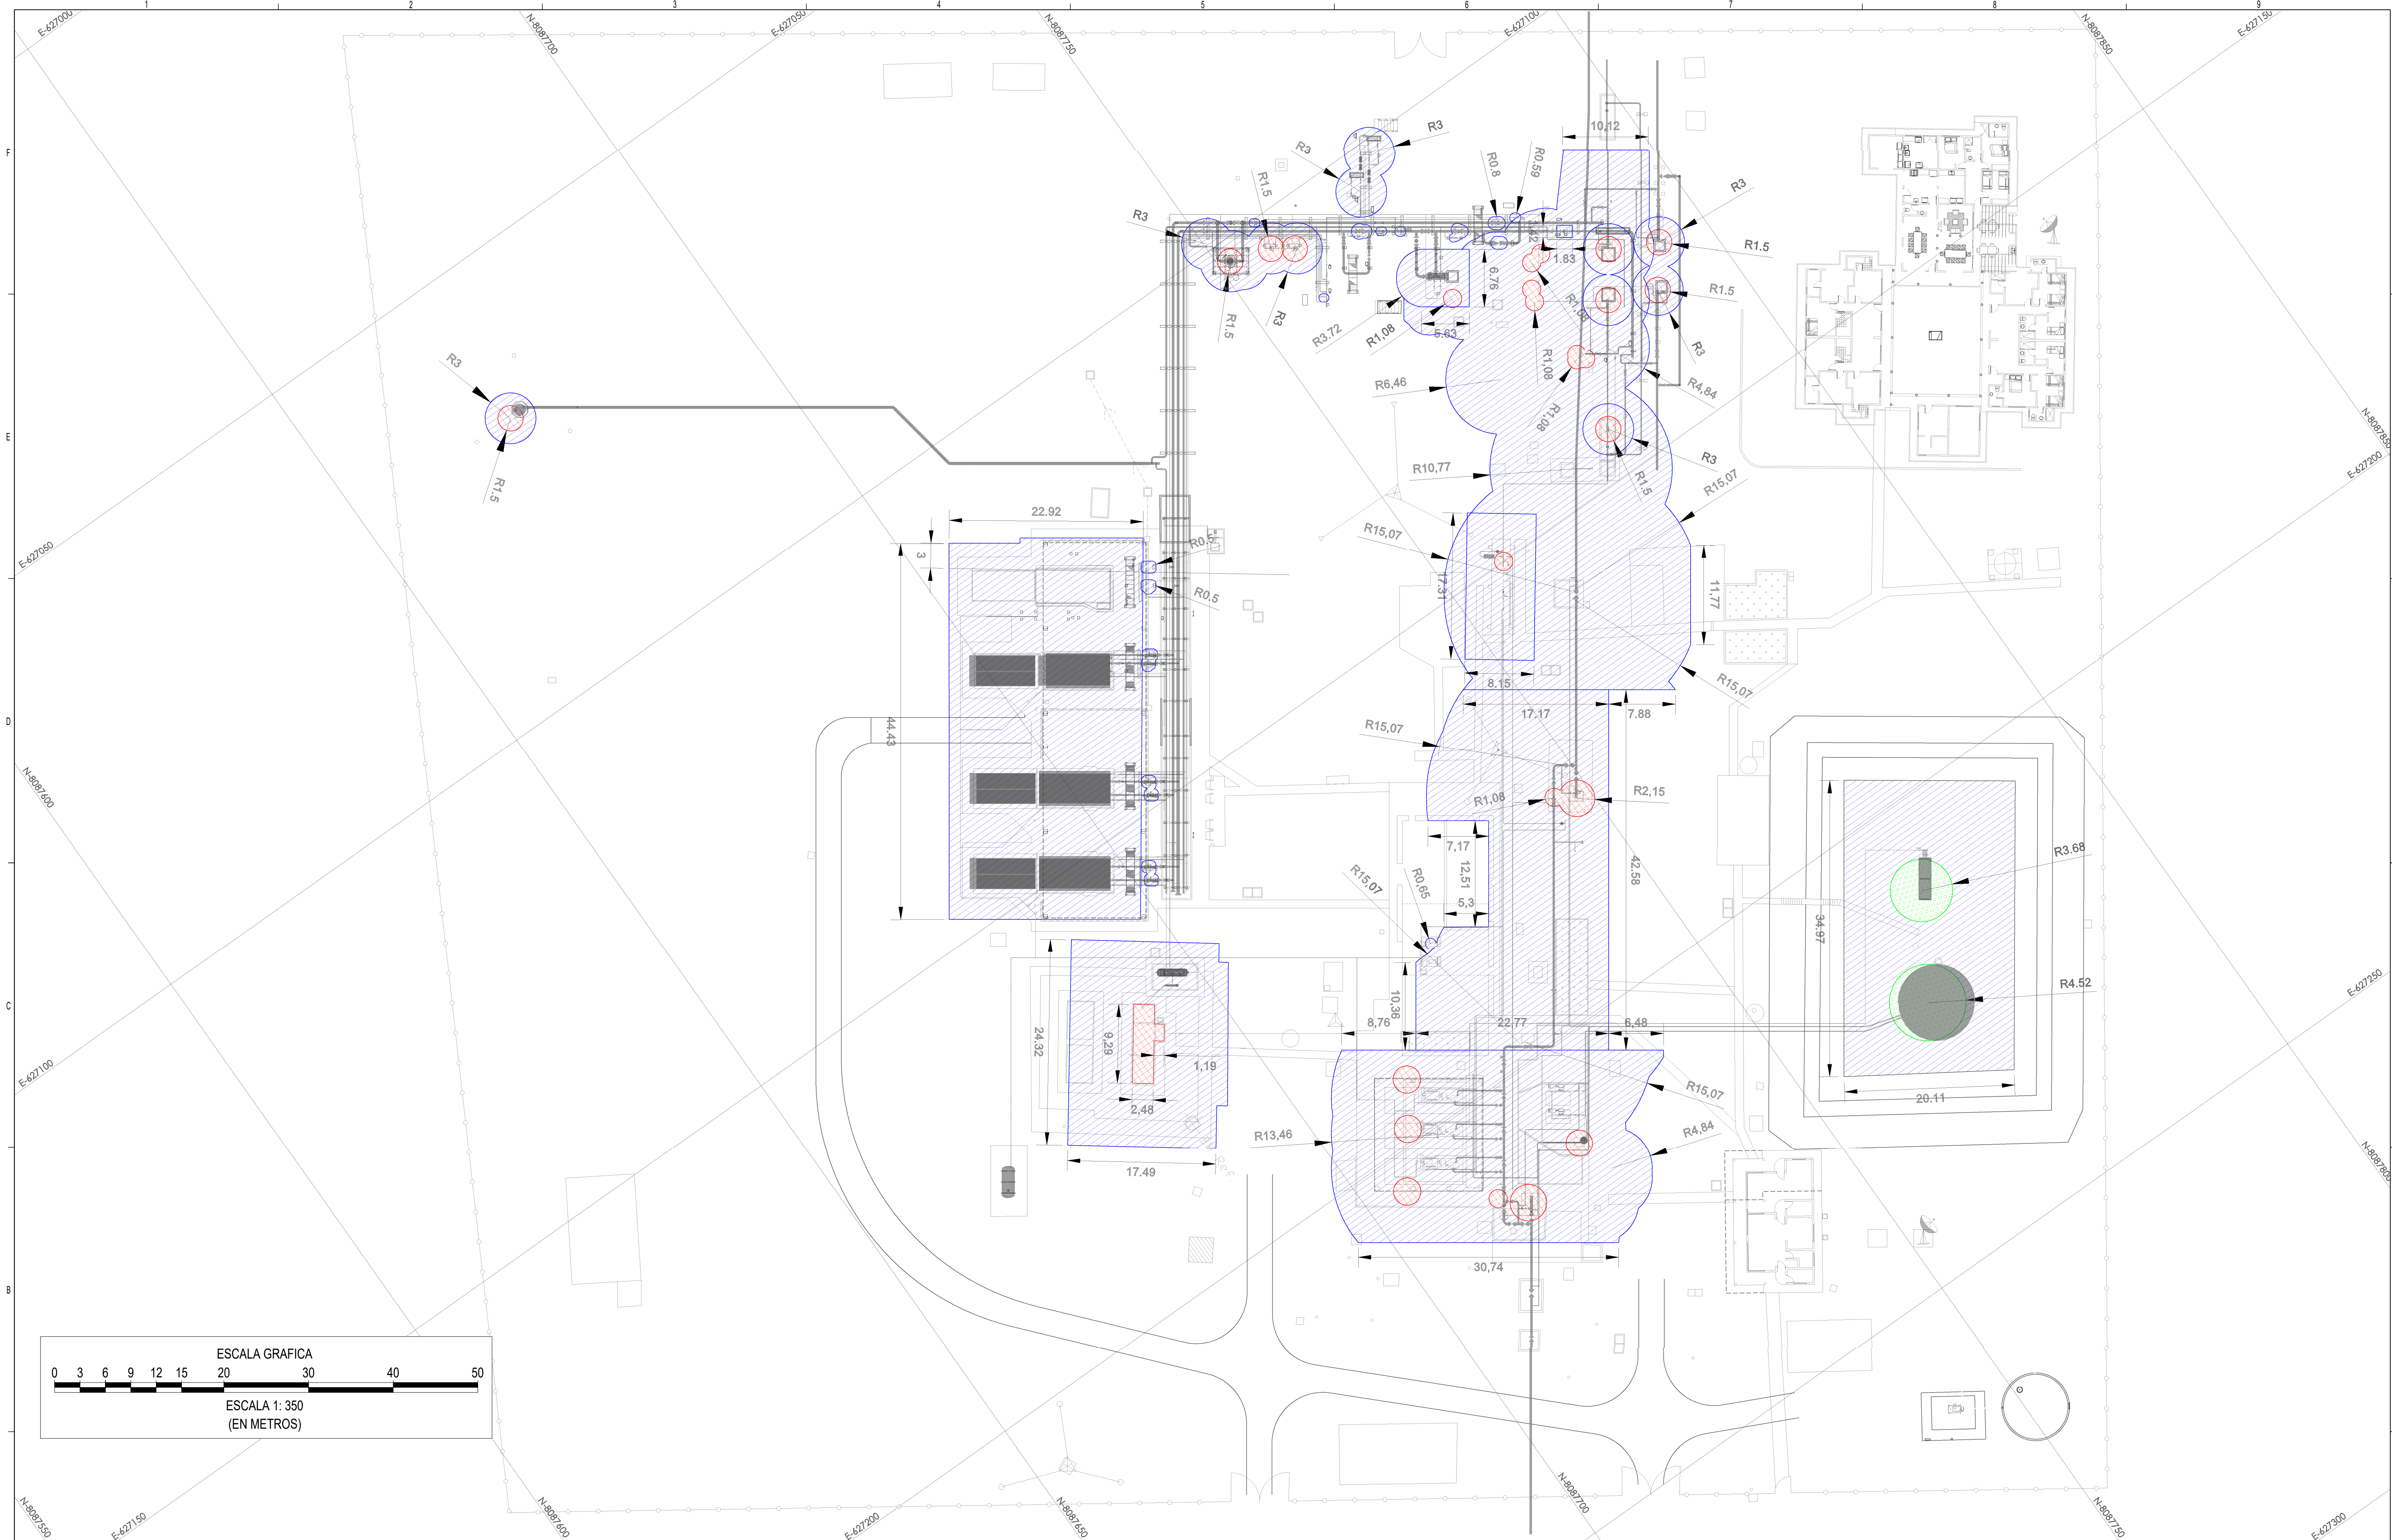 1 2 3 4 5 6 7 8 9
E-627000
N-8087700
E-627050
N-8087750
E-627100
N-8087850
E-627150
F
R3
R3
R0.8
R0.59
10,12
R1.5
R3
R3
R1.5
1.83
6.76
R1.5
R1.5
R3
R3.72
R1,08
5.63
R1,08
R3
R3
R6,46
R4,84
R1,08
N-8087850
E
R1.5
R10,77
R3
R1.5
R15,07
E-627200
22.92
3
R0.5
R0.5
R15,07
17.31
11,77
E-627050
8.15
R15,07
17.17
7.88
D
44.43
R15,07
N-8087600
R1,08
R2,15
7,17
12,51
42.58
R15.07
R0,65
5,3
R3.68
34.97
E-627250
C
24.32
9,29
10,36
8,76
22,77
6,48
R4.52
1,19
2,48
R15,07
20.11
E-627100
R13,46
R4,84
17.49
N-8087800
30,74
B
ESCALA GRAFICA
0 3 6 9 12 15 20 30 40 50
ESCALA 1: 350
(EN METROS)
N-8087550
E-627150
N-8087600
E-627200
N-8087650
N-8087700
N-8087750
E-627300